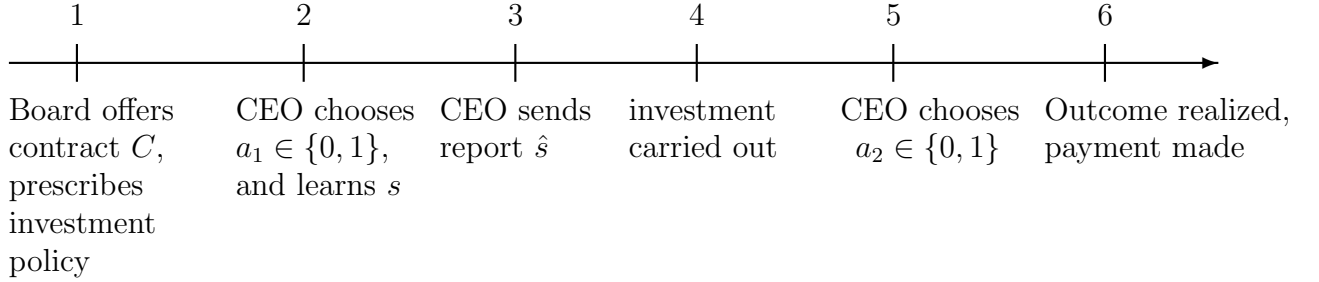 1 2 3 4 5 6
Board offers CEO chooses CEO sends investment CEO chooses Outcome realized,
contract C, a₁ ∈ {0, 1}, report ŝ carried out a₂ ∈ {0, 1} payment made
prescribes and learns s
investment
policy